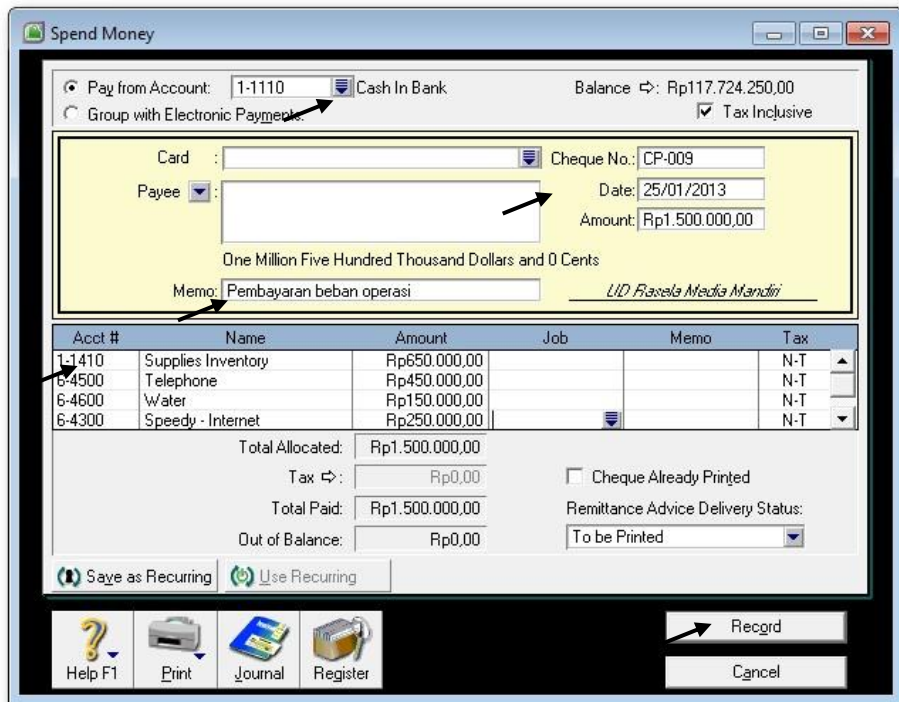 Spend Money
Pay from Account: 1-1110 Cash In Bank Balance ⇨: Rp117.724.250,00
Group with Electronic Payments: Tax Inclusive
Card : Cheque No.: CP-009
Payee : Date: 25/01/2013
Amount: Rp1.500.000,00
One Million Five Hundred Thousand Dollars and 0 Cents
Memo: Pembayaran beban operasi UD Rasela Media Mandiri
Acct # Name Amount Job Memo Tax
1-1410 Supplies Inventory Rp650.000,00 N-T
6-4500 Telephone Rp450.000,00 N-T
6-4600 Water Rp150.000,00 N-T
6-4300 Speedy - Internet Rp250.000,00 N-T
Total Allocated: Rp1.500.000,00
Tax ⇨: Rp0,00 Cheque Already Printed
Total Paid: Rp1.500.000,00 Remittance Advice Delivery Status:
Out of Balance: Rp0,00 To be Printed
Save as Recurring Use Recurring
Help F1 Print Journal Register Record
Cancel